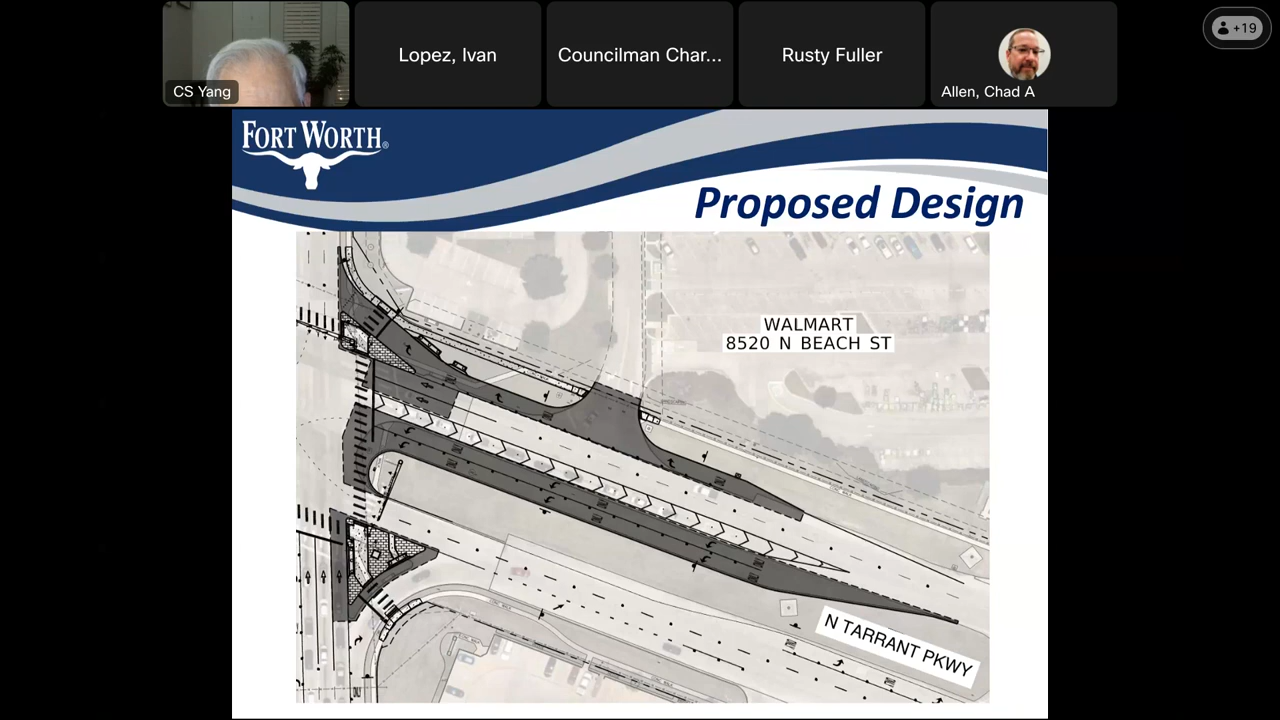 CS Yang
Lopez, Ivan
Councilman Char...
Rusty Fuller
Allen, Chad A
+19
FORT WORTH®
Proposed Design
WALMART
8520 N BEACH ST
N TARRANT PKWY